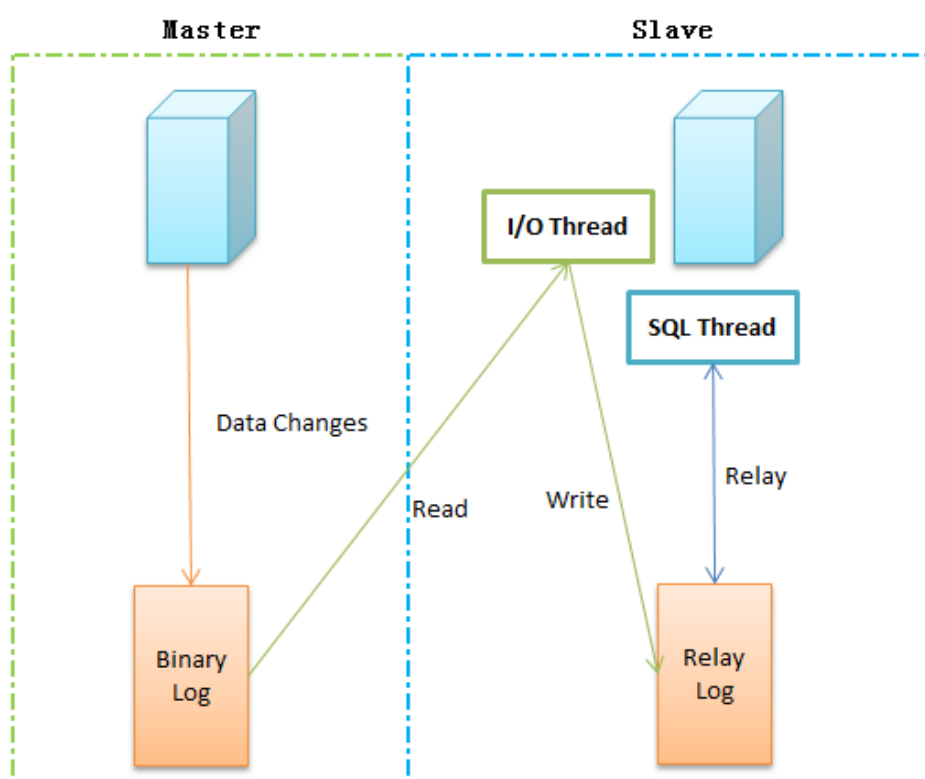 Master
Slave
I/O Thread
SQL Thread
Data Changes
Read
Write
Relay
Binary
Log
Relay
Log